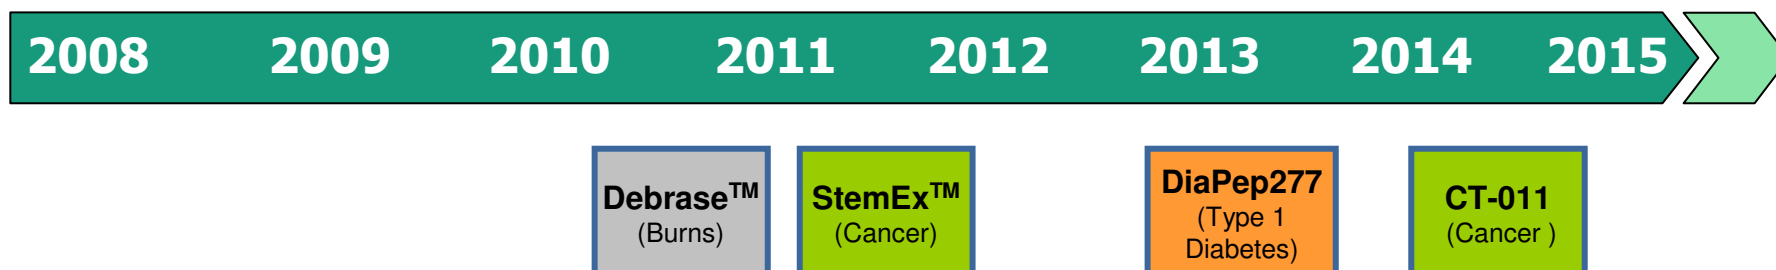 2008 2009 2010 2011 2012 2013 2014 2015
Debrase™
(Burns)
StemEx™
(Cancer)
DiaPep277
(Type 1
Diabetes)
CT-011
(Cancer )